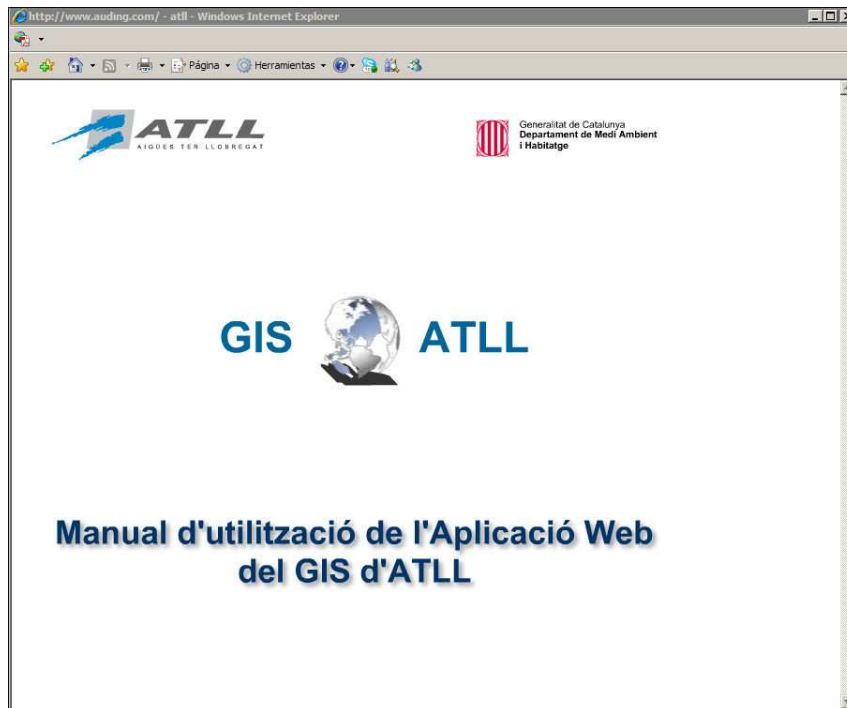 http://www.auding.com/ - atll - Windows Internet Explorer
Página
Herramientas
ATLL
AIGÜES TER LLOBREGAT
Generalitat de Catalunya
Departament de Medi Ambient
i Habitatge
GIS ATLL
Manual d'utilització de l'Aplicació Web
del GIS d'ATLL